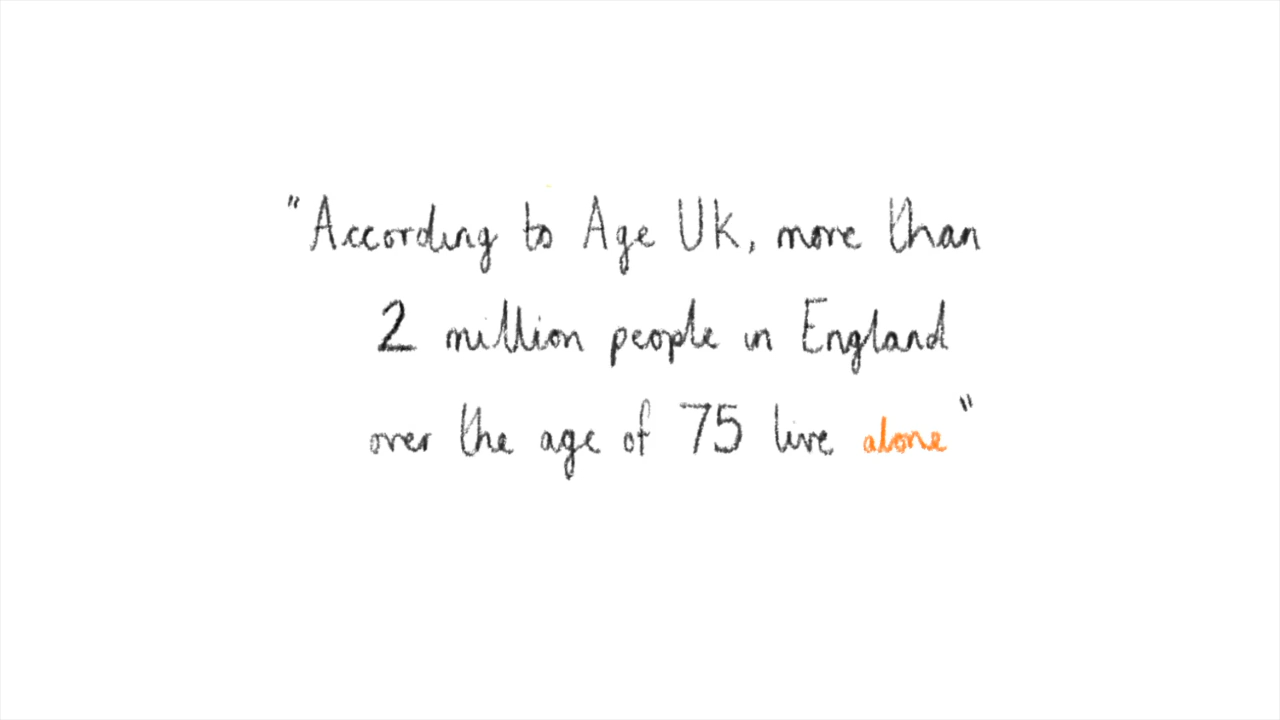 "According to Age UK, more than
2 million people in England
over the age of 75 live alone"